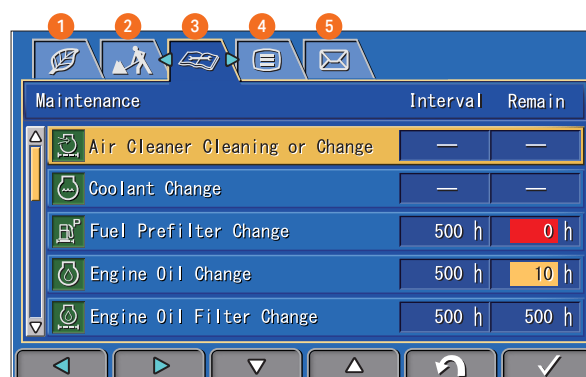 1 2 3 4 5
Maintenance Interval Remain
Air Cleaner Cleaning or Change — —
Coolant Change — —
P
Fuel Prefilter Change 500 h 0 h
Engine Oil Change 500 h 10 h
Engine Oil Filter Change 500 h 500 h